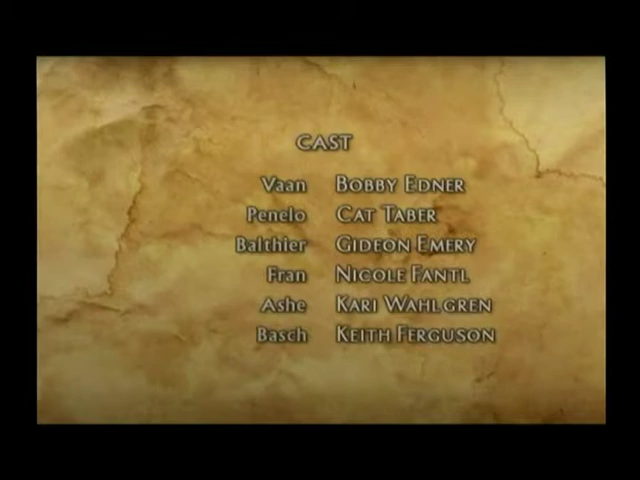 CAST
Vaan BOBBY EDNER
Penelo CAT TABER
Balthier GIDEON EMERY
Fran NICOLE FANTL
Ashe KARI WAHLGREN
Basch KEITH FERGUSON